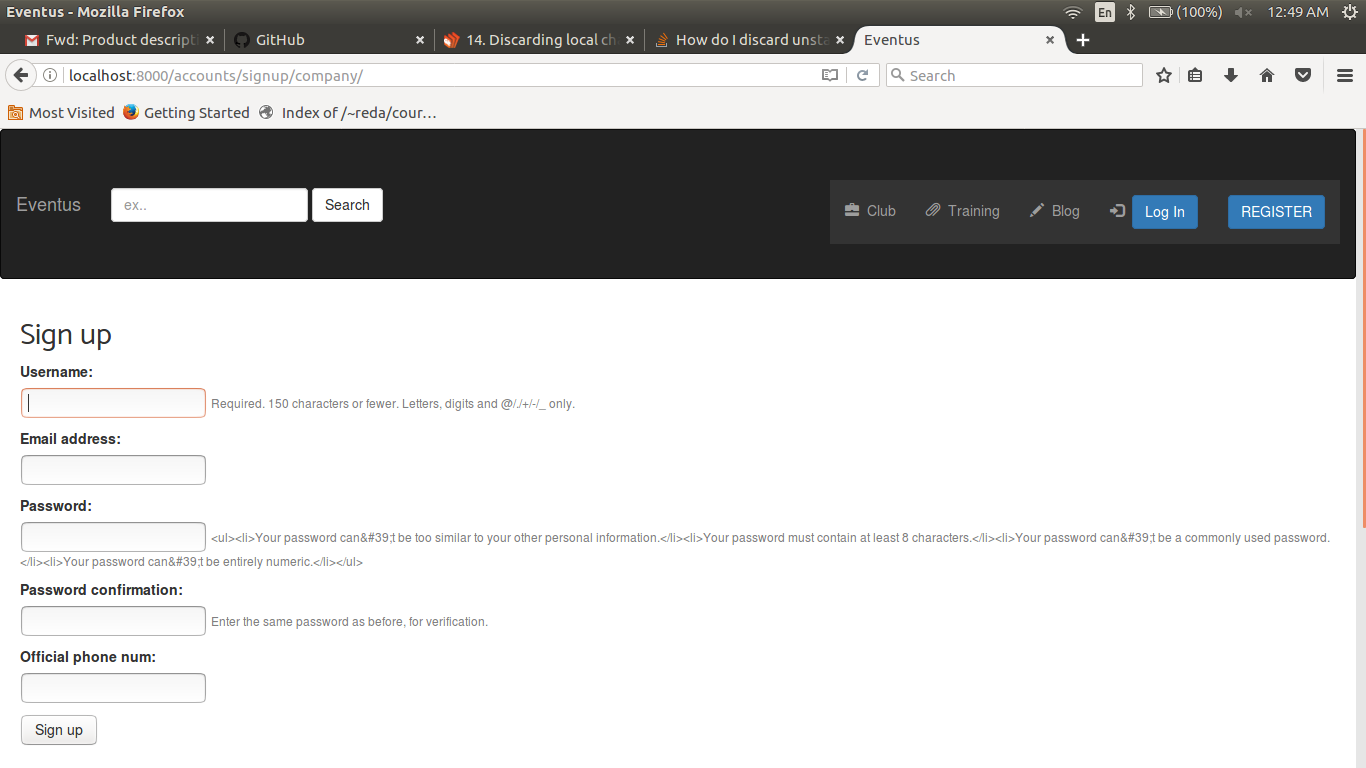 Eventus - Mozilla Firefox
En
(100%)
12:49 AM
Fwd: Product descript
GitHub
14. Discarding local ch
How do I discard unsta
Eventus
localhost:8000/accounts/signup/company/
Search
Most Visited
Getting Started
Index of /~reda/cour…
Eventus
ex..
Search
Club
Training
Blog
Log In
REGISTER
Sign up
Username:
Required. 150 characters or fewer. Letters, digits and @/./+/-/_ only.
Email address:
Password:
<ul><li>Your password can&#39;t be too similar to your other personal information.</li><li>Your password must contain at least 8 characters.</li><li>Your password can&#39;t be a commonly used password.
</li><li>Your password can&#39;t be entirely numeric.</li></ul>
Password confirmation:
Enter the same password as before, for verification.
Official phone num:
Sign up